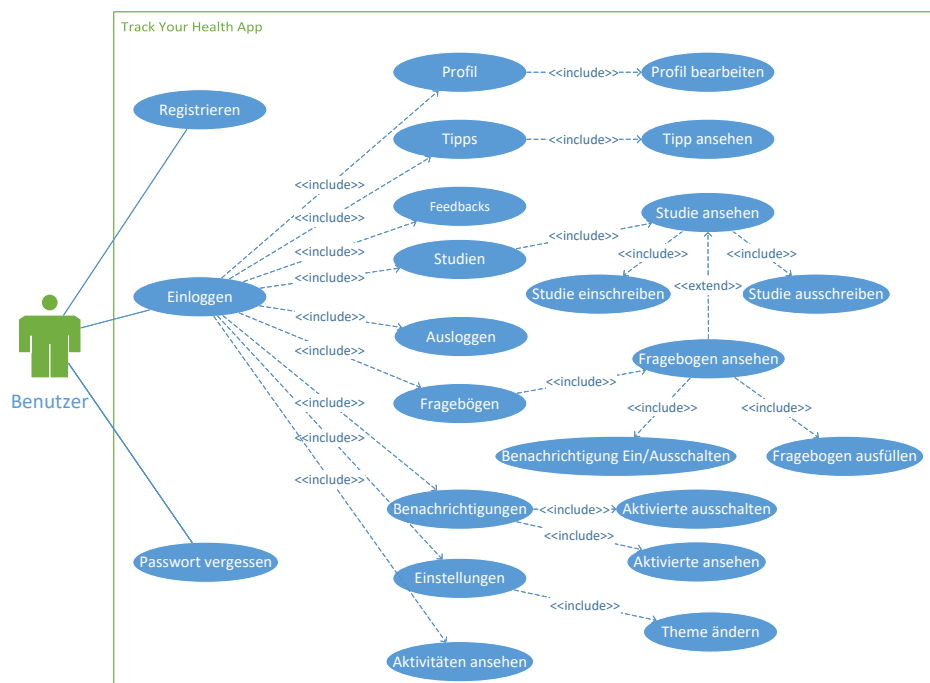 Track Your Health App
Profil
<<include>>
Profil bearbeiten
Registrieren
Tipps
<<include>>
Tipp ansehen
<<include>>
Feedbacks
Studie ansehen
<<include>>
<<include>>
<<include>>
Studien
<<include>>
<<include>>
<<include>>
Einloggen
Studie einschreiben
<<extend>>
Studie ausschreiben
<<include>>
Ausloggen
<<include>>
Fragebogen ansehen
<<include>>
Benutzer
Fragebögen
<<include>>
<<include>>
<<include>>
<<include>>
Benachrichtigung Ein/Ausschalten
Fragebogen ausfüllen
<<include>>
Benachrichtigungen
<<include>>
Aktivierte ausschalten
<<include>>
Passwort vergessen
Aktivierte ansehen
Einstellungen
<<include>>
Theme ändern
Aktivitäten ansehen